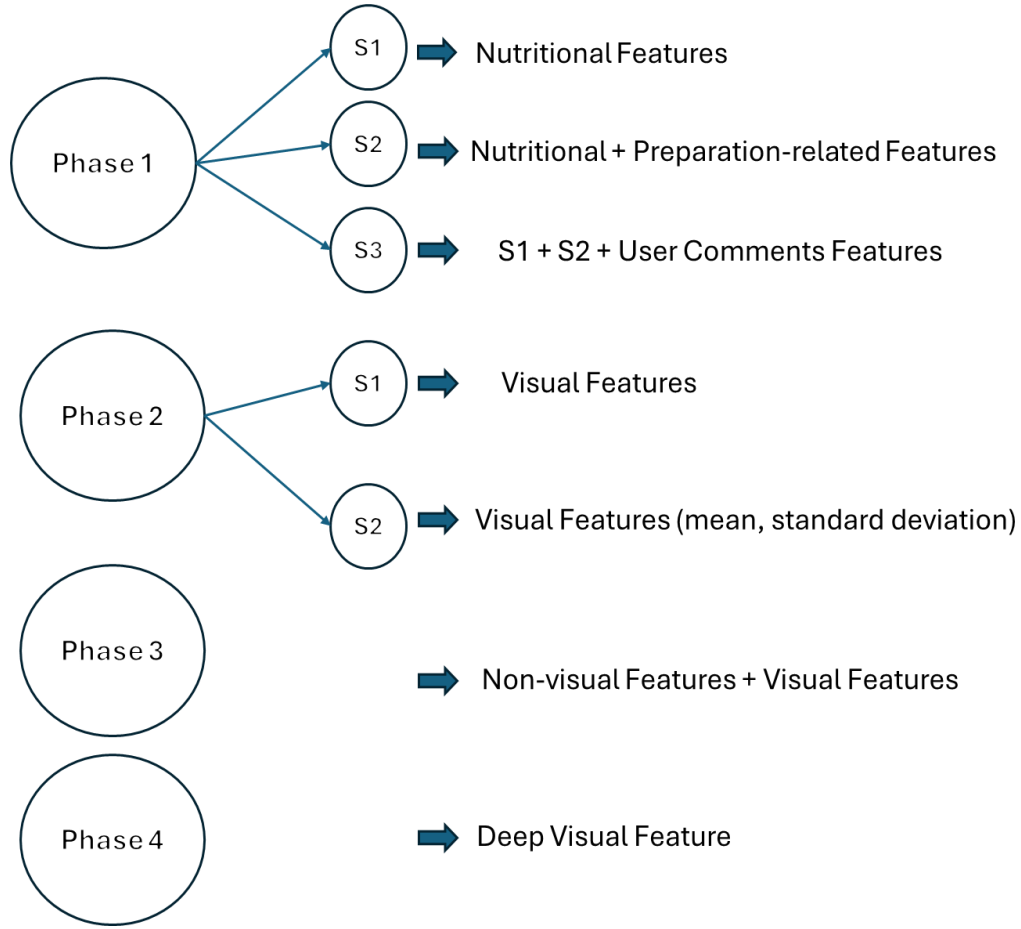 Phase 1
S1
Nutritional Features
S2
Nutritional + Preparation-related Features
S3
S1 + S2 + User Comments Features
Phase 2
S1
Visual Features
S2
Visual Features (mean, standard deviation)
Phase 3
Non-visual Features + Visual Features
Phase 4
Deep Visual Feature